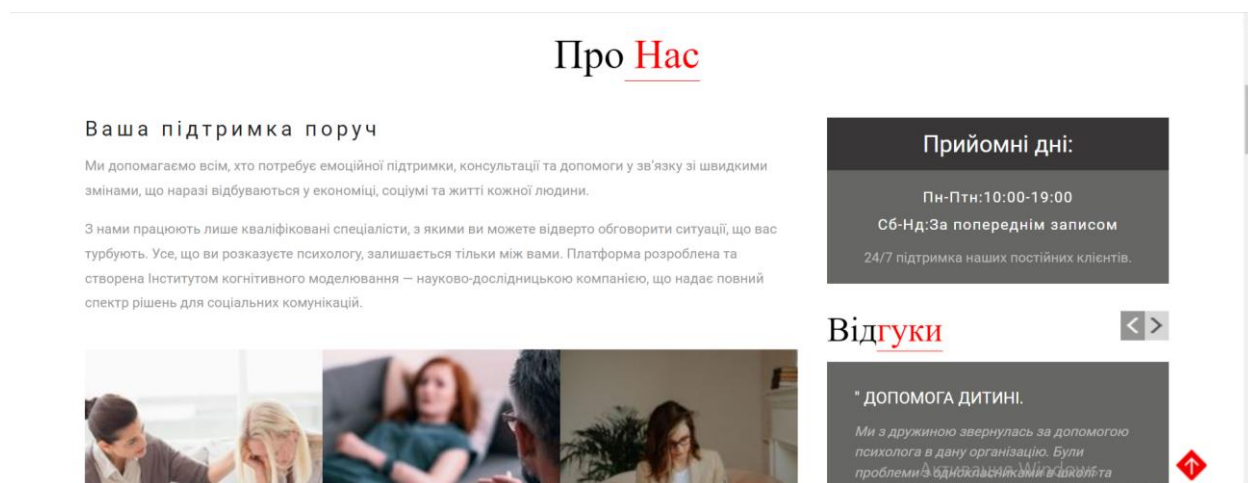 Про Нас
Ваша підтримка поруч
Ми допомагаємо всім, хто потребує емоційної підтримки, консультації та допомоги у зв'язку зі швидкими
змінами, що наразі відбуваються у економіці, соціумі та житті кожної людини.
З нами працюють лише кваліфіковані спеціалісти, з якими ви можете відверто обговорити ситуації, що вас
турбують. Усе, що ви розказуєте психологу, залишається тільки між вами. Платформа розроблена та
створена Інститутом когнітивного моделювання — науково-дослідницькою компанією, що надає повний
спектр рішень для соціальних комунікацій.
Прийомні дні:
Пн-Птн:10:00-19:00
Сб-Нд:За попереднім записом
24/7 підтримка наших постійних клієнтів.
Відгуки
" ДОПОМОГА ДИТИНІ.
Ми з дружиною звернулась за допомогою
психолога в дану організацію. Були
проблеми з однокласниками в школі та
Активация Windows